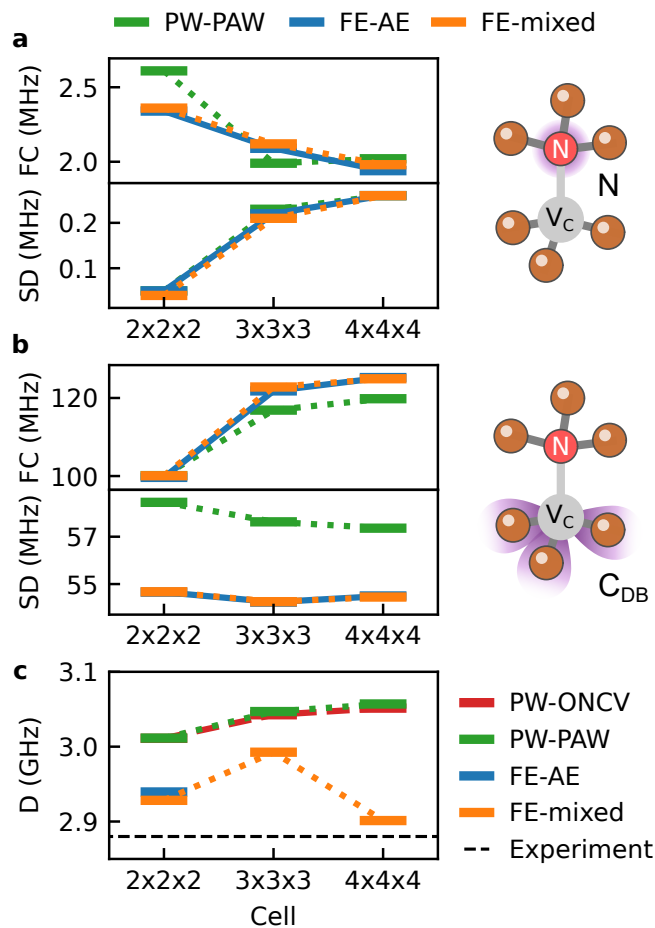 PW-PAW FE-AE FE-mixed
a
FC (MHz)
2.5
2.0
SD (MHz)
0.2
0.1
2x2x2 3x3x3 4x4x4
N
N
V_C
b
FC (MHz)
120
100
SD (MHz)
57
55
2x2x2 3x3x3 4x4x4
N
V_C
C_DB
c
D (GHz)
3.1
3.0
2.9
2x2x2 3x3x3 4x4x4
Cell
PW-ONCV
PW-PAW
FE-AE
FE-mixed
Experiment